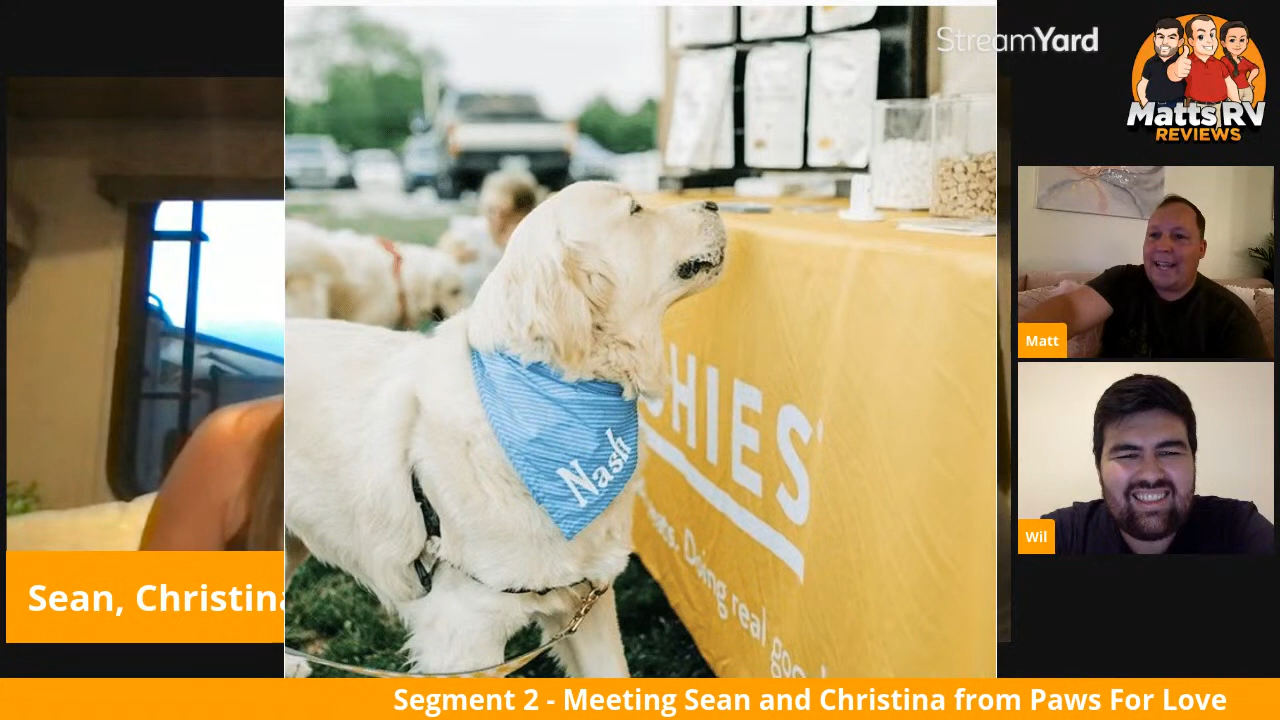 StreamYard
Matts RV
REVIEWS
Matt
Nash
HIES
Doing real
Wil
Sean, Christina
Segment 2 - Meeting Sean and Christina from Paws For Love